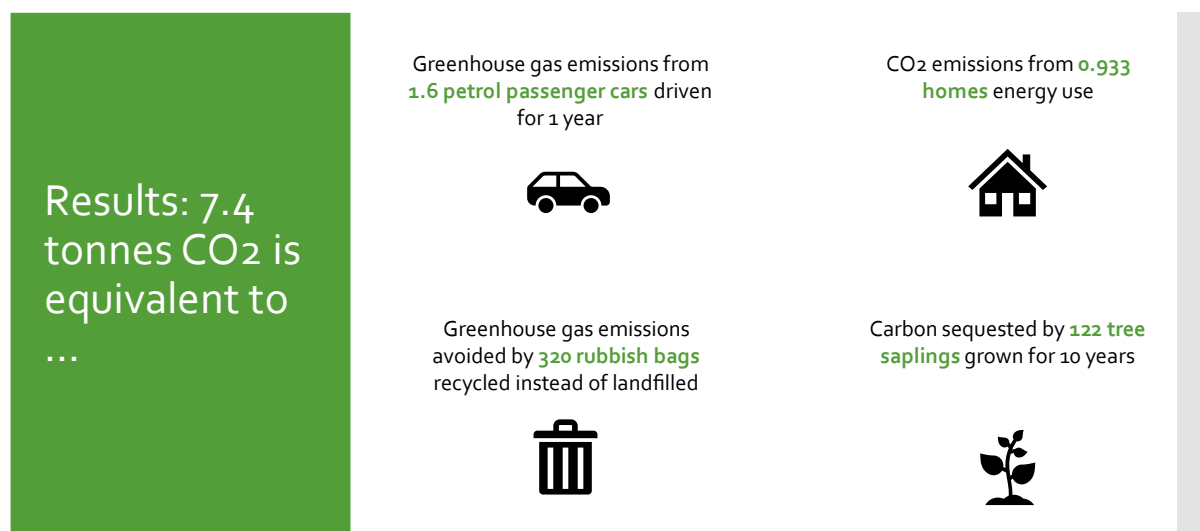 Results: 7.4
tonnes CO2 is
equivalent to
...
Greenhouse gas emissions from
1.6 petrol passenger cars driven
for 1 year
CO2 emissions from 0.933
homes energy use
Greenhouse gas emissions
avoided by 320 rubbish bags
recycled instead of landfilled
Carbon sequested by 122 tree
saplings grown for 10 years